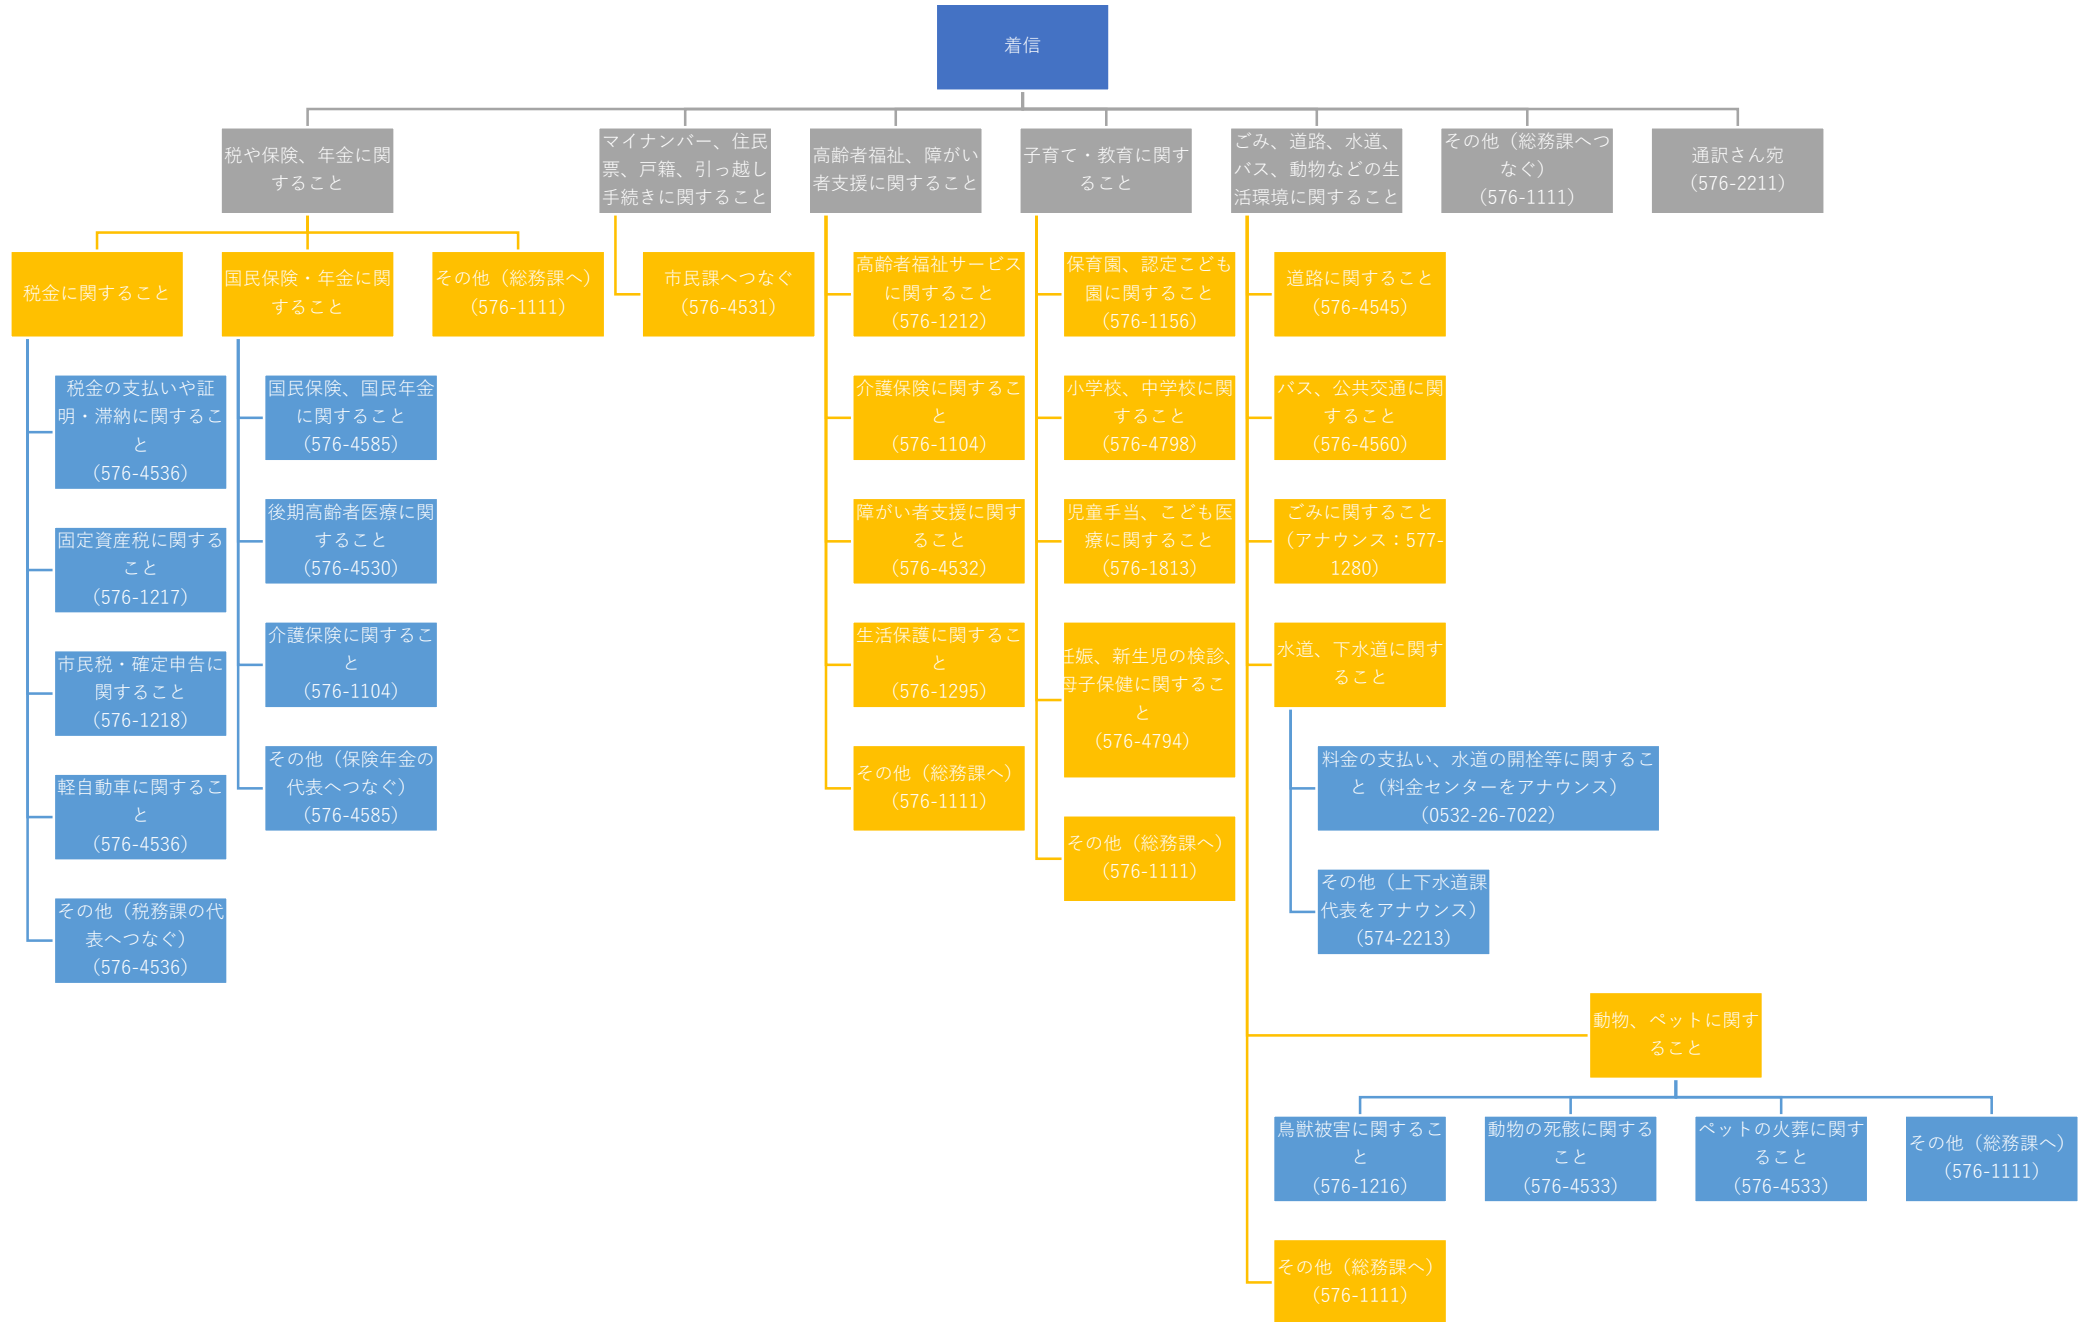 着信
税や保険、年金に関
すること
マイナンバー、住民
票、戸籍、引っ越し
手続きに関すること
高齢者福祉、障がい
者支援に関すること
子育て・教育に関す
ること
ごみ、道路、水道、
バス、動物などの生
活環境に関すること
その他（総務課へつ
なぐ）
（576-1111）
通訳さん宛
（576-2211）
税金に関すること
税金の支払いや証
明・滞納に関するこ
と
（576-4536）
固定資産税に関する
こと
（576-1217）
市民税・確定申告に
関すること
（576-1218）
軽自動車に関するこ
と
（576-4536）
その他（税務課の代
表へつなぐ）
（576-4536）
国民保険・年金に関
すること
国民保険、国民年金
に関すること
（576-4585）
後期高齢者医療に関
すること
（576-4530）
介護保険に関するこ
と
（576-1104）
その他（保険年金の
代表へつなぐ）
（576-4585）
その他（総務課へ）
（576-1111）
市民課へつなぐ
（576-4531）
高齢者福祉サービス
に関すること
（576-1212）
介護保険に関するこ
と
（576-1104）
障がい者支援に関す
ること
（576-4532）
生活保護に関するこ
と
（576-1295）
その他（総務課へ）
（576-1111）
保育園、認定こども
園に関すること
（576-1156）
小学校、中学校に関
すること
（576-4798）
児童手当、こども医
療に関すること
（576-1813）
妊娠、新生児の検診、
母子保健に関するこ
と
（576-4794）
その他（総務課へ）
（576-1111）
道路に関すること
（576-4545）
バス、公共交通に関
すること
（576-4560）
ごみに関すること
（アナウンス：577-
1280）
水道、下水道に関す
ること
料金の支払い、水道の開栓等に関するこ
と（料金センターをアナウンス）
（0532-26-7022）
その他（上下水道課
代表をアナウンス）
（574-2213）
動物、ペットに関す
ること
鳥獣被害に関するこ
と
（576-1216）
動物の死骸に関する
こと
（576-4533）
ペットの火葬に関す
ること
（576-4533）
その他（総務課へ）
（576-1111）
その他（総務課へ）
（576-1111）